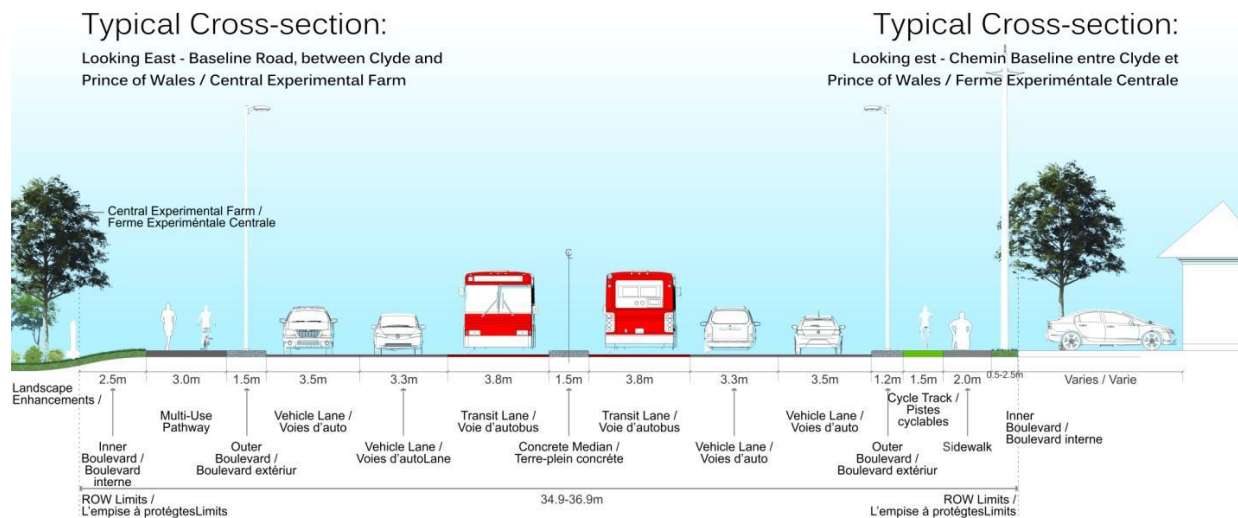 Typical Cross-section:
Looking East - Baseline Road, between Clyde and
Prince of Wales / Central Experimental Farm
Typical Cross-section:
Looking est - Chemin Baseline entre Clyde et
Prince of Wales / Ferme Expériméntale Centrale
Central Experimental Farm /
Ferme Expériméntale Centrale
℄
2.5m
3.0m
1.5m
3.5m
3.3m
3.8m
1.5m
3.8m
3.3m
3.5m
1.2m
1.5m
2.0m
0.5-2.5m
Varies / Varie
Landscape
Enhancements /
Inner
Boulevard /
Boulevard
interne
Multi-Use
Pathway
Outer
Boulevard /
Boulevard extériur
Vehicle Lane /
Voies d'auto
Vehicle Lane /
Voies d'autoLane
Transit Lane /
Voie d'autobus
Concrete Median /
Terre-plein concréte
Transit Lane /
Voie d'autobus
Vehicle Lane /
Voies d'auto
Vehicle Lane /
Voies d'auto
Outer
Boulevard /
Boulevard extériur
Cycle Track /
Pistes
cyclables
Sidewalk
Inner
Boulevard /
Boulevard interne
ROW Limits /
L'empise à protégtesLimits
34.9-36.9m
ROW Limits /
L'empise à protégtesLimits